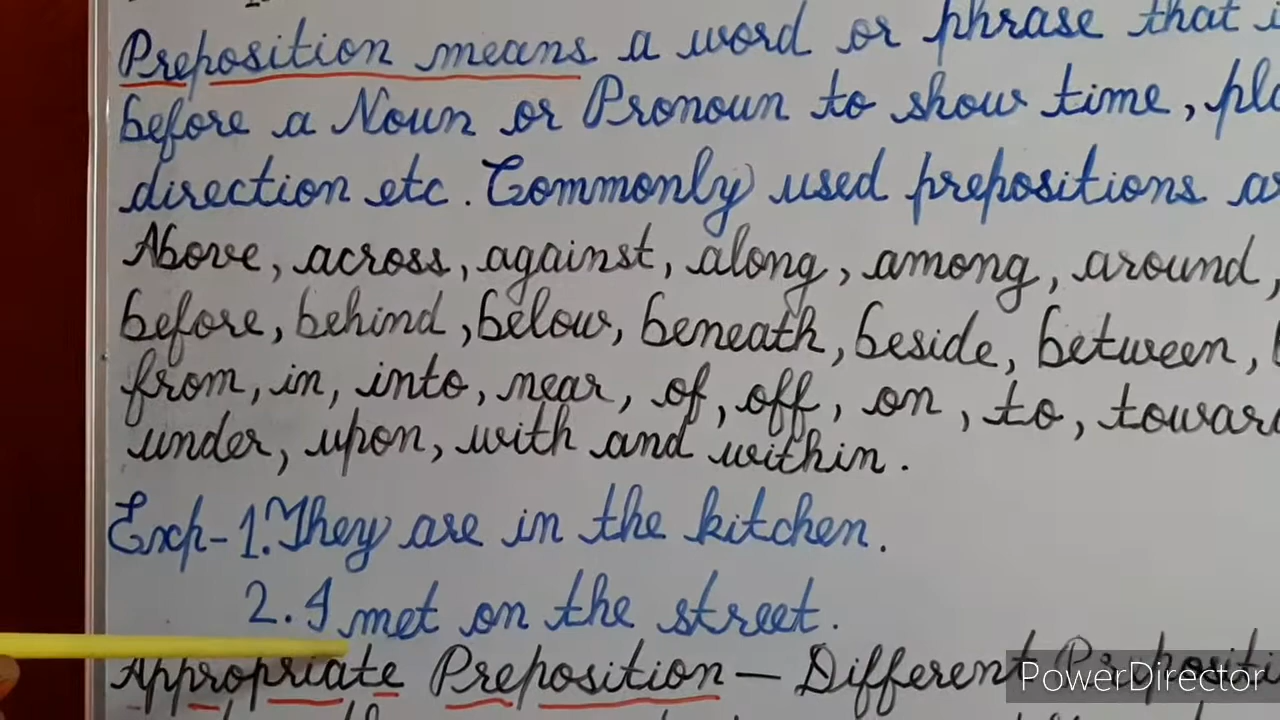 Preposition means a word or phrase that
before a Noun or Pronoun to show time,
direction etc. Commonly used prepositions
Above, across, against, along, among, around,
before, behind, below, beneath, beside, between,
from, in, into, near, of, off, on, to, toward
under, upon, with and within.
Exp-1. They are in the kitchen.
2. I met on the street.
Appropriate Preposition — Different
PowerDirector